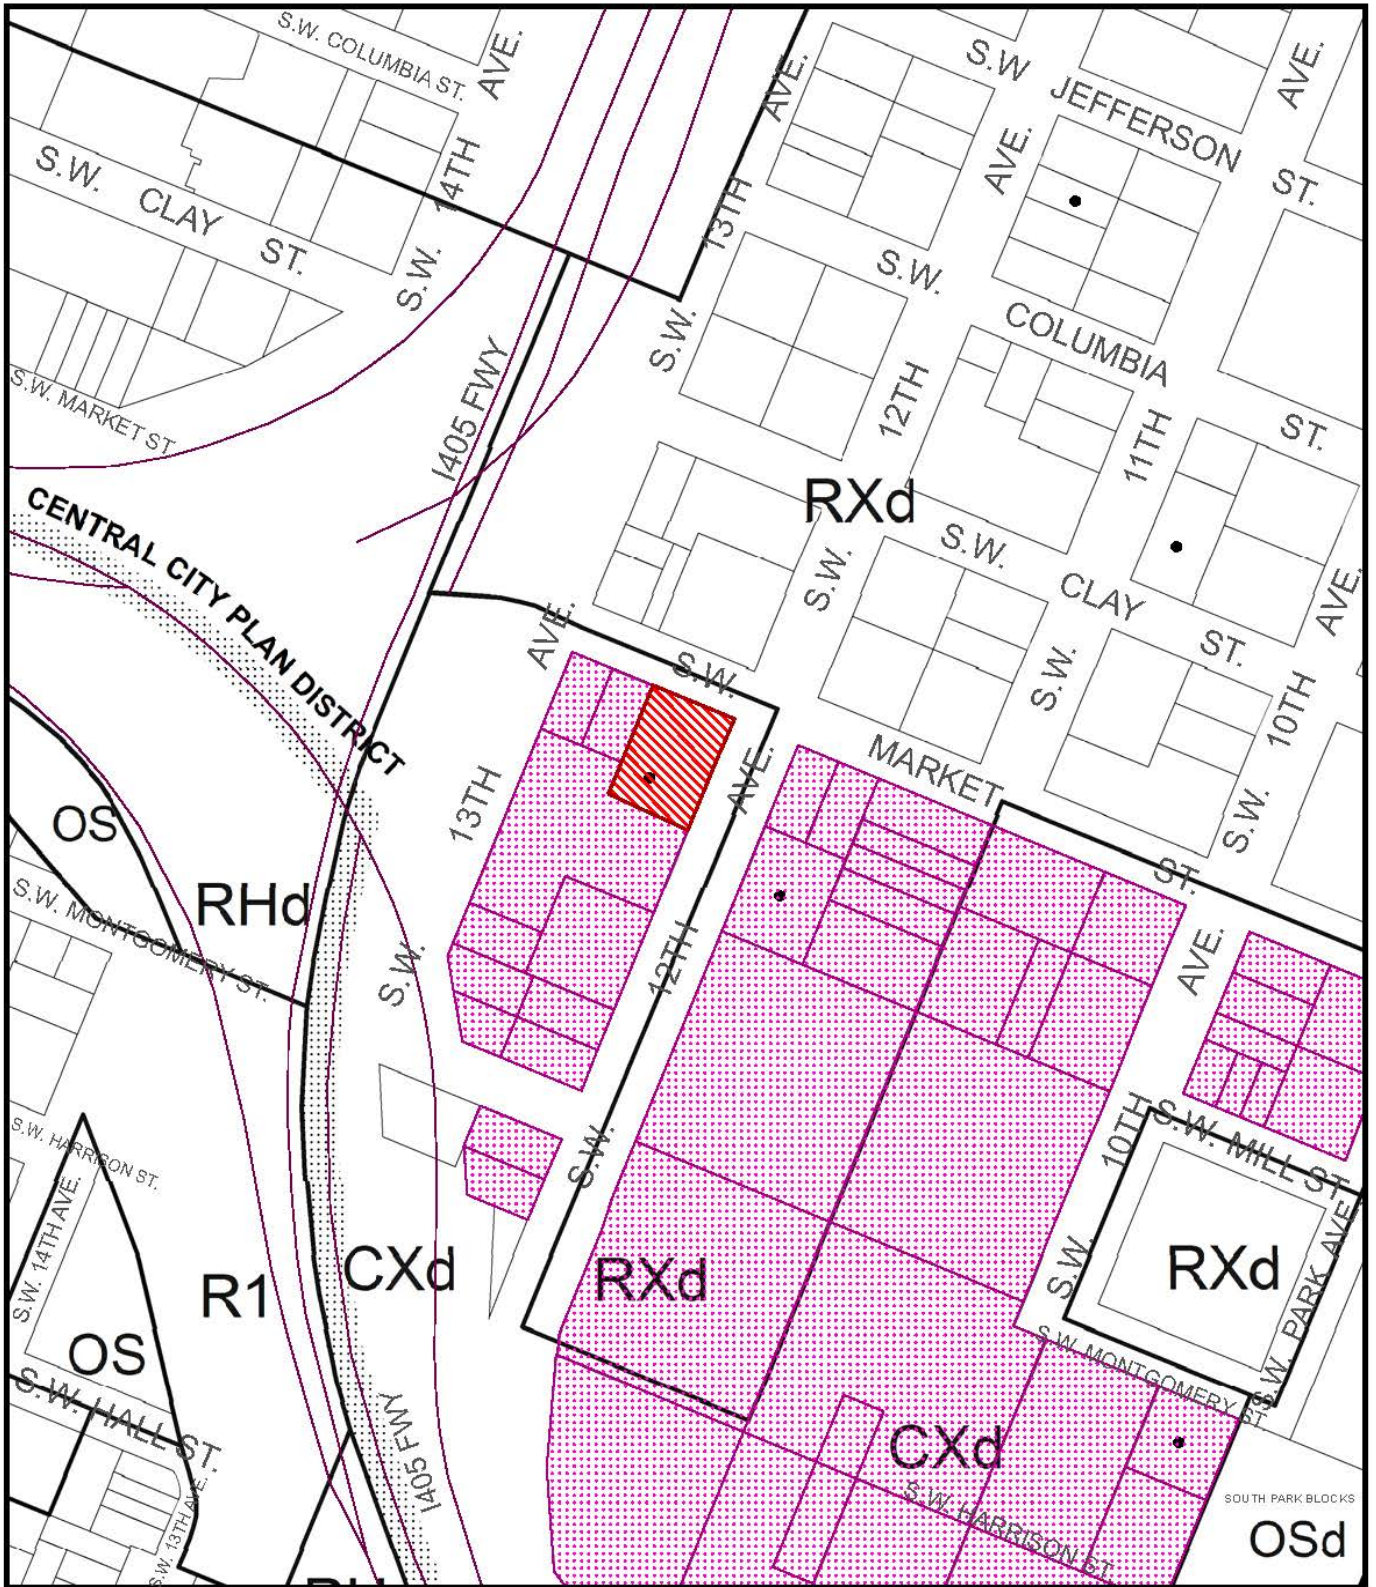 S.W. COLUMBIA ST.
AVE.
AVE.
S.W
JEFFERSON
ST.
AVE.
AVE.
S.W. CLAY ST.
14TH
S.W.
13TH
S.W.
S.W.
COLUMBIA
ST.
S.W. MARKET ST.
I405 FWY
12TH
11TH
RXd
CENTRAL CITY PLAN DISTRICT
S.W.
S.W.
CLAY
ST.
AVE.
AVE.
S.W.
S.W.
10TH
MARKET
AVE.
13TH
S.W.
OS
ST.
RHd
S.W. MONTGOMERY ST.
S.W.
12TH
AVE.
S.W. HARRISON ST.
10TH
S.W. MILL ST.
S.W.
S.W. 14TH AVE.
R1
CXd
RXd
S.W.
RXd
S.W. PARK AVE.
OS
S.W. MONTGOMERY ST.
S.W. HALL ST.
I405 FWY
CXd
S.W. HARRISON ST.
S.W. 13TH AVE.
SOUTH PARK BLOCKS
OSd